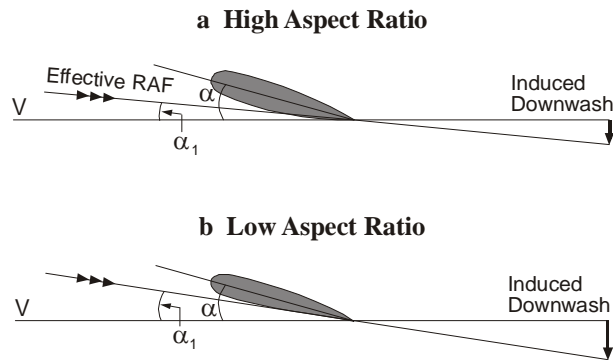 a High Aspect Ratio
Effective RAF
Induced
Downwash
V
α
α1
b Low Aspect Ratio
Induced
Downwash
V
α
α1